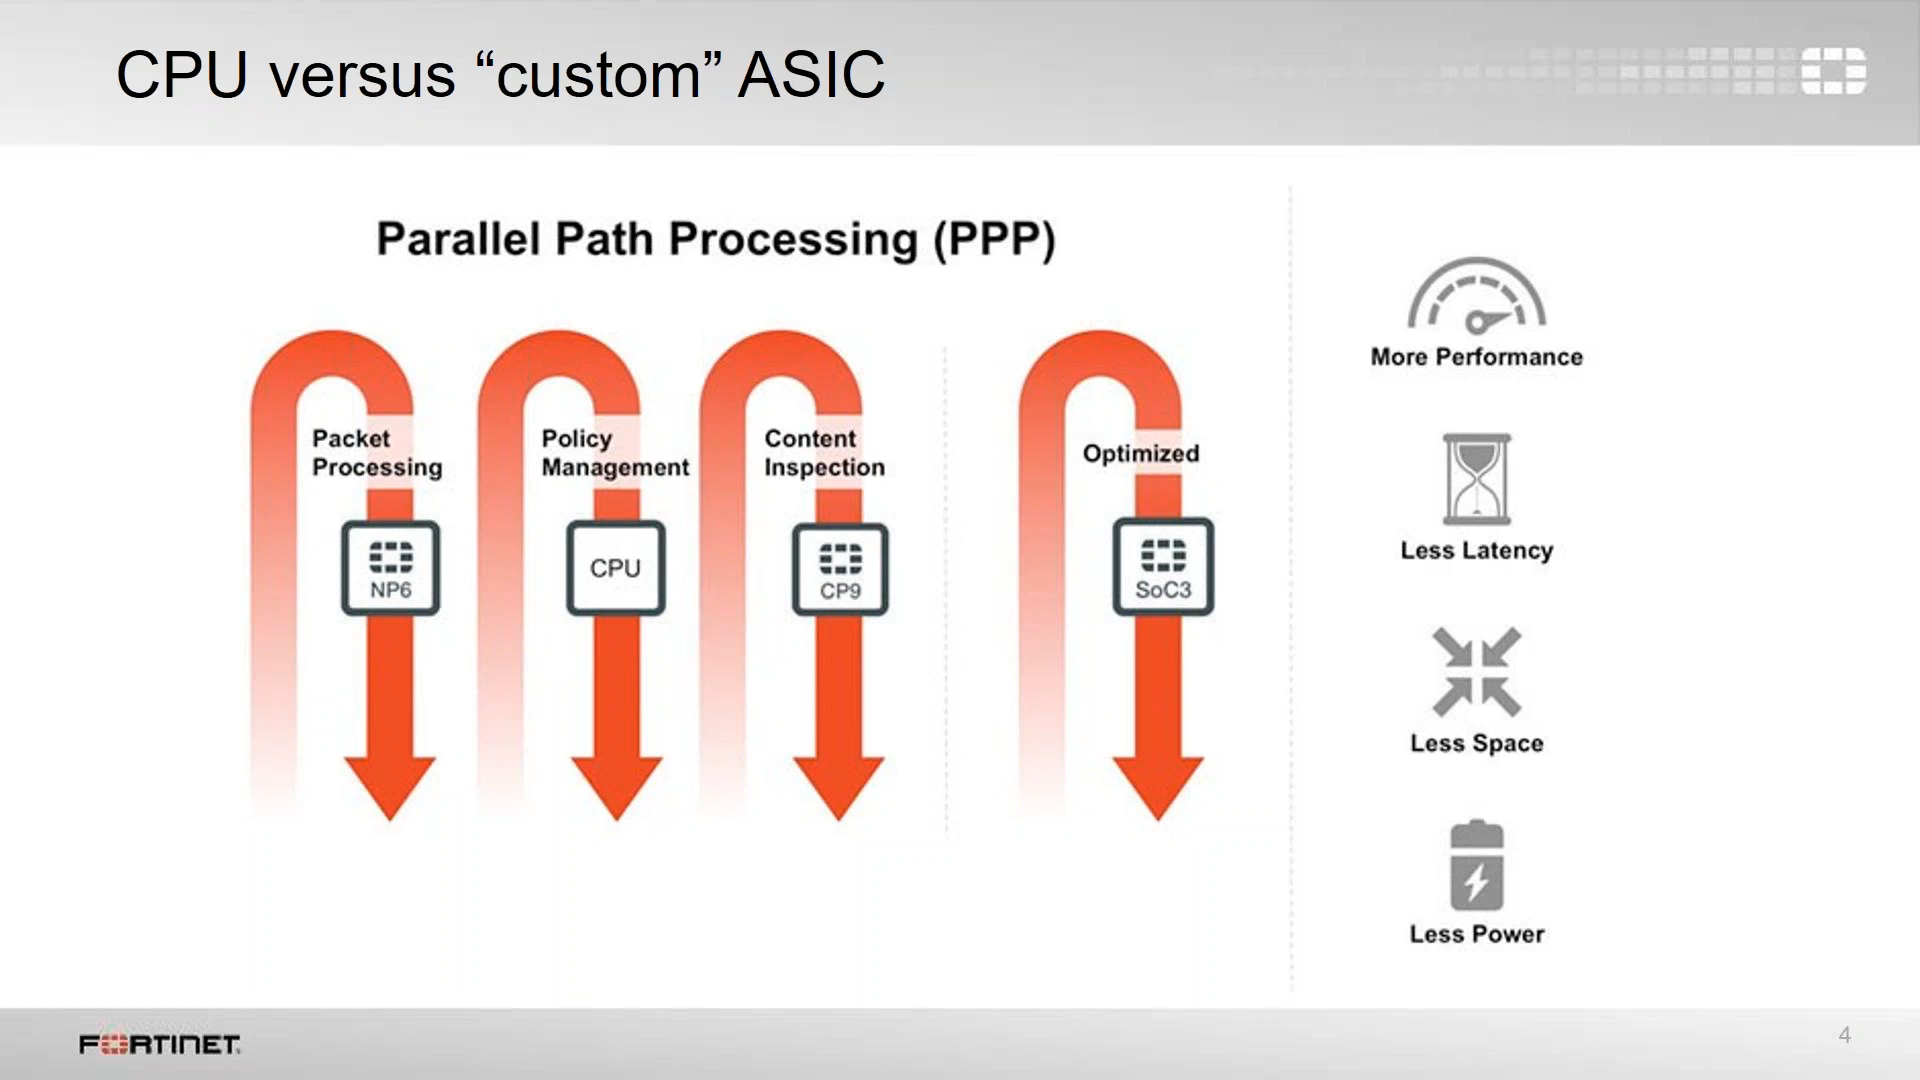 CPU versus “custom” ASIC
Parallel Path Processing (PPP)
Packet
Processing
NP6
Policy
Management
CPU
Content
Inspection
CP9
Optimized
SoC3
More Performance
Less Latency
Less Space
Less Power
FORTINET
4